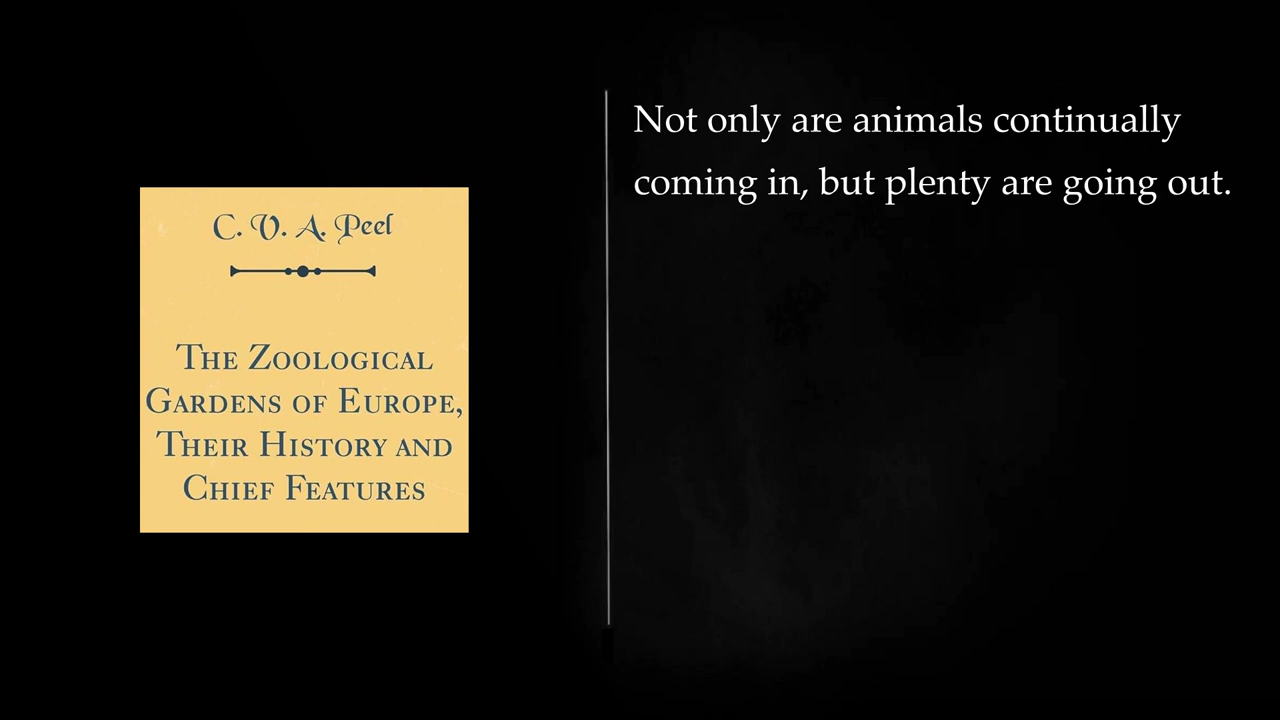 C. V. A. Peel
The Zoological
Gardens of Europe,
Their History and
Chief Features
Not only are animals continually
coming in, but plenty are going out.